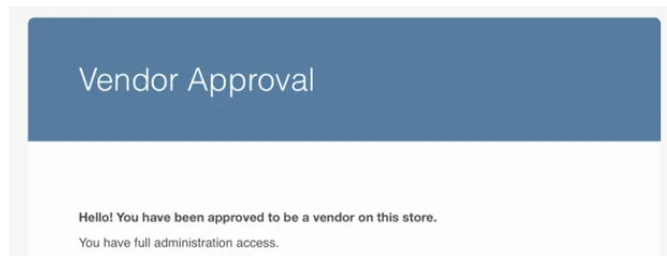 Vendor Approval
Hello! You have been approved to be a vendor on this store.
You have full administration access.